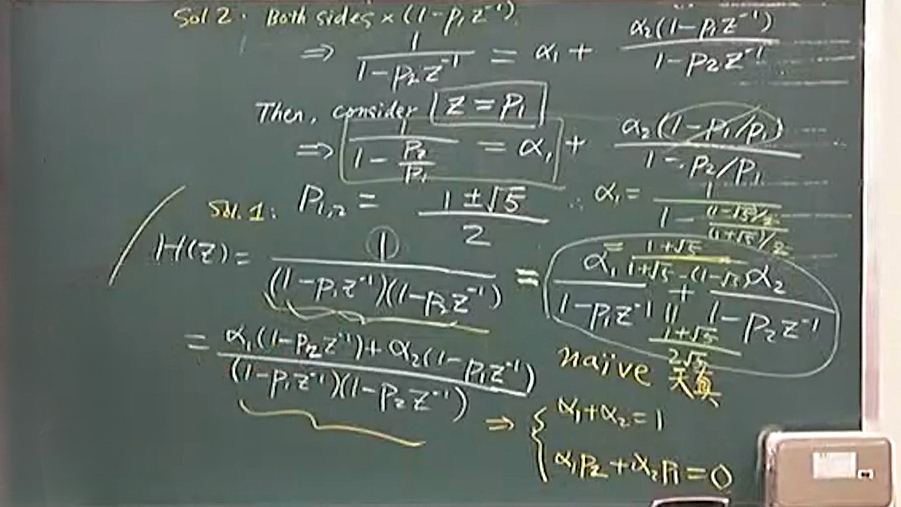 Sol 2: Both sides × (1-p₁z⁻¹)
⇒ 1/(1-p₂z⁻¹) = α₁ + α₂(1-p₁z⁻¹)/(1-p₂z⁻¹)
Then, consider z = p₁
⇒ 1/(1 - p₂/p₁) = α₁ + α₂(1-p₁/p₁)/(1-p₂/p₁)
Sol. 1: P₁,₂ = (1±√5)/2 ∴ α₁ = 1/(1 - ((1-√5)/2)/((1+√5)/2))
= (1+√5)/(1+√5-(1-√5))
= (1+√5)/(2√5)
H(z) = 1/((1-p₁z⁻¹)(1-p₂z⁻¹)) = α₁/(1-p₁z⁻¹) + α₂/(1-p₂z⁻¹)
= (α₁(1-p₂z⁻¹)+α₂(1-p₁z⁻¹))/((1-p₁z⁻¹)(1-p₂z⁻¹))
naïve 天真
⇒ { α₁+α₂=1
α₁p₂+α₂p₁=0